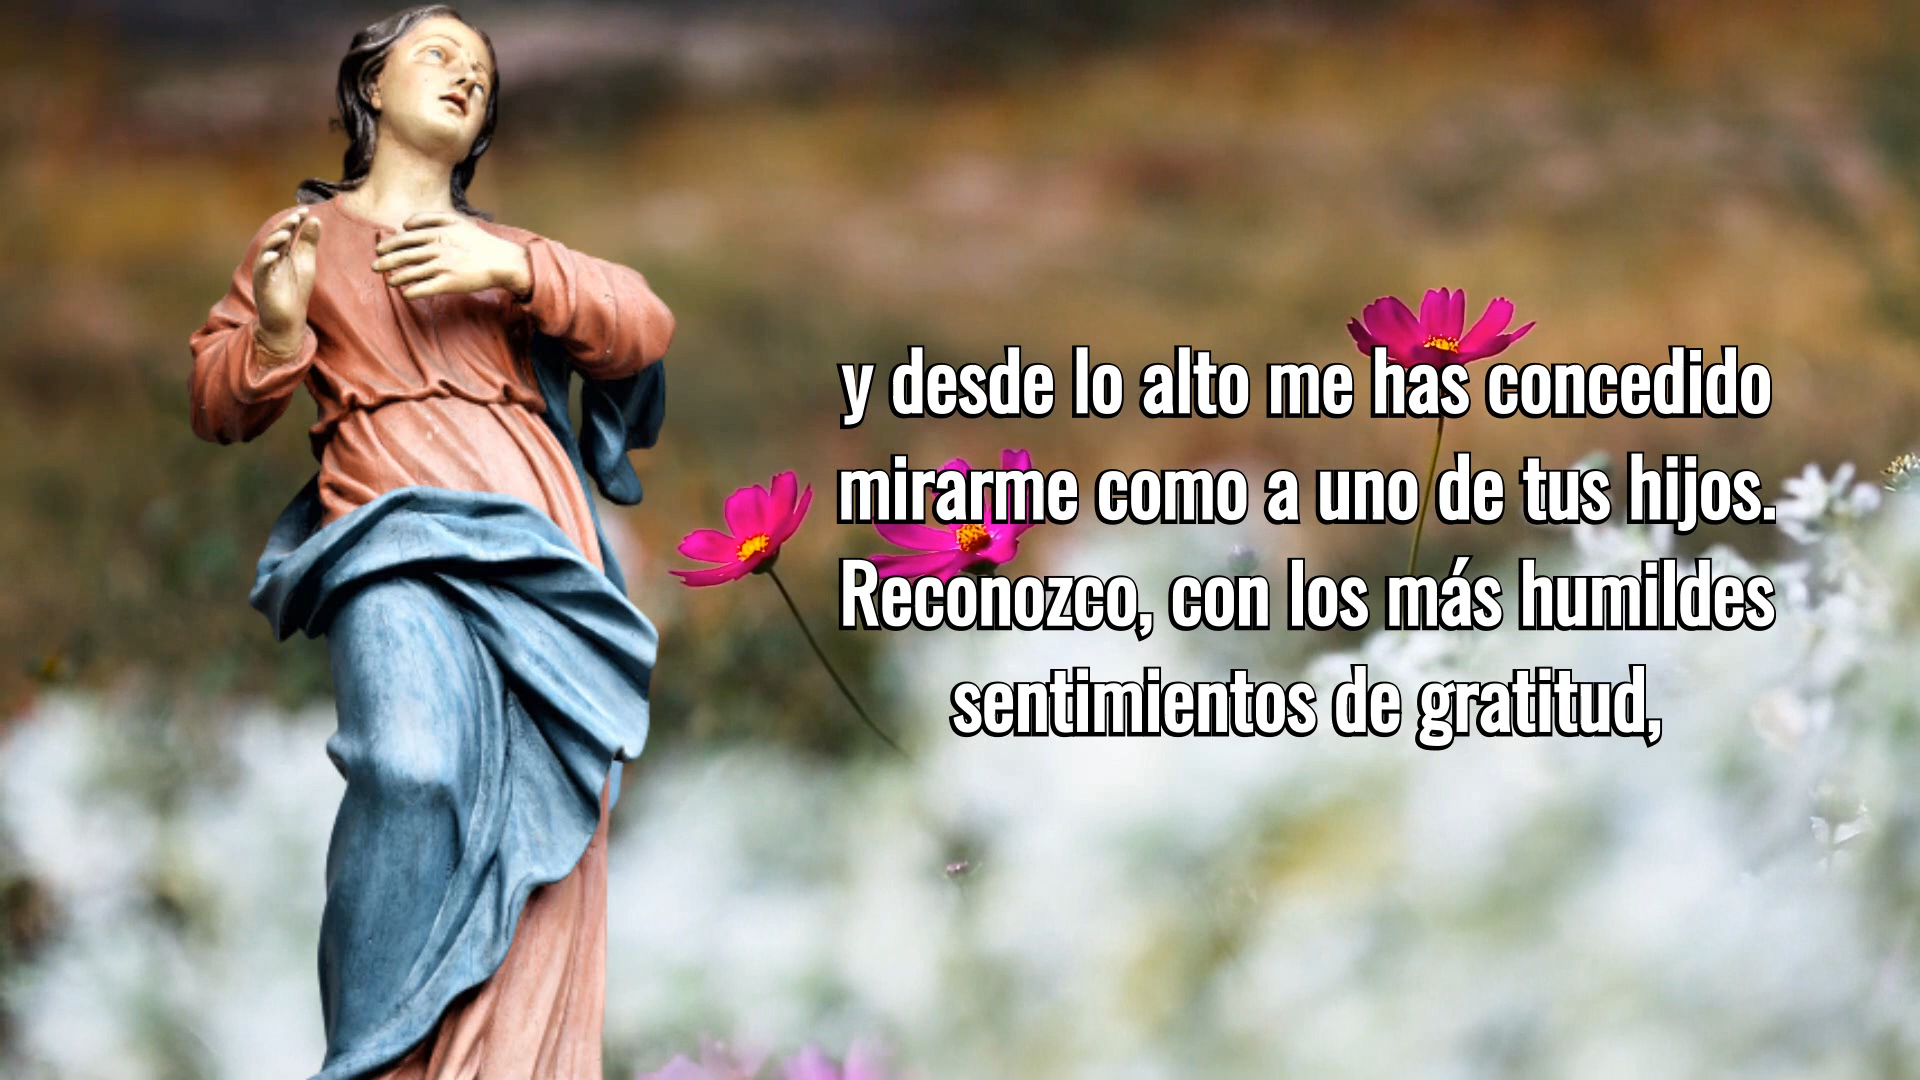 y desde lo alto me has concedido
mirarme como a uno de tus hijos.
Reconozco, con los más humildes
sentimientos de gratitud,